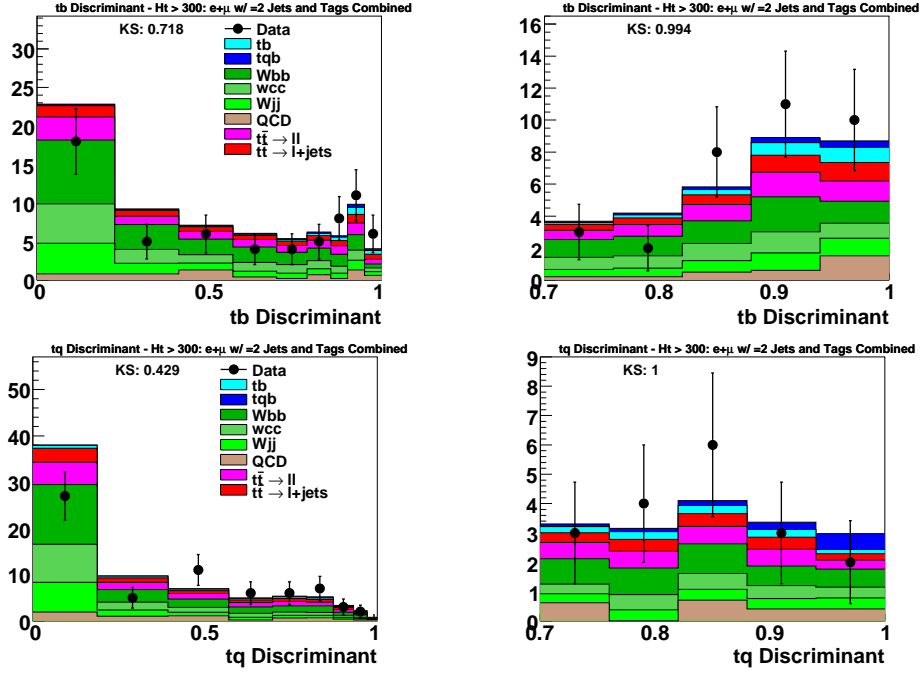 tb Discriminant - Ht > 300: e+μ w/ =2 Jets and Tags Combined
KS: 0.718
Data
tb
tqb
Wbb
wcc
Wjj
QCD
tt̄ → ll
tt̄ → l+jets
30
25
20
15
10
5
0
0 0.5 1
tb Discriminant
tb Discriminant - Ht > 300: e+μ w/ =2 Jets and Tags Combined
KS: 0.994
16
14
12
10
8
6
4
2
0
0.7 0.8 0.9 1
tb Discriminant
tq Discriminant - Ht > 300: e+μ w/ =2 Jets and Tags Combined
KS: 0.429
Data
tb
tqb
Wbb
wcc
Wjj
QCD
tt̄ → ll
tt̄ → l+jets
50
40
30
20
10
0
0 0.5 1
tq Discriminant
tq Discriminant - Ht > 300: e+μ w/ =2 Jets and Tags Combined
KS: 1
9
8
7
6
5
4
3
2
1
0
0.7 0.8 0.9 1
tq Discriminant